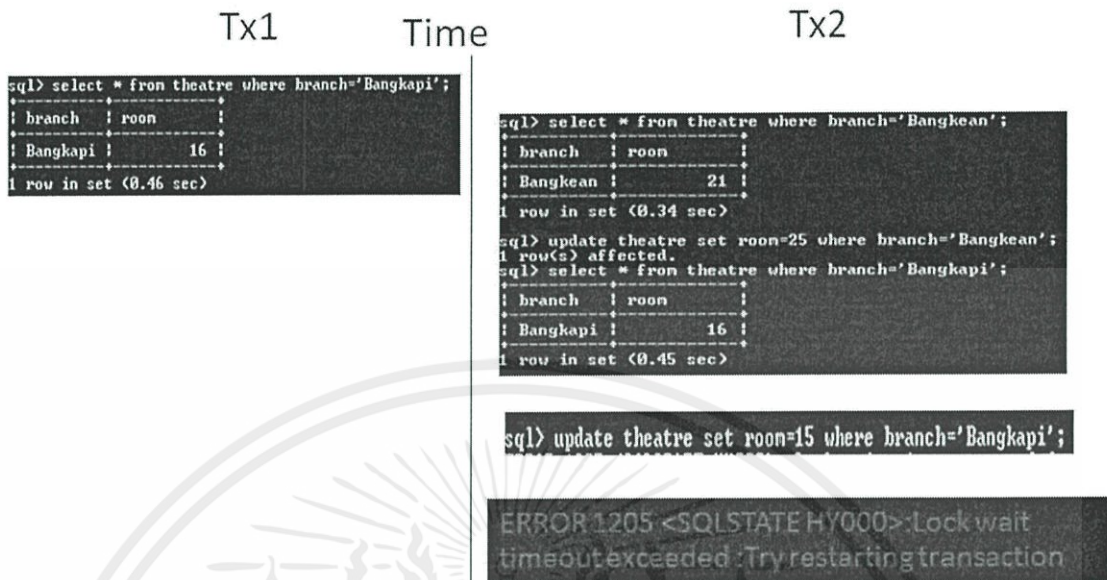 Tx1
Time
Tx2
sql> select * from theatre where branch='Bangkapi';
branch room
Bangkapi 16
1 row in set (0.46 sec)
sql> select * from theatre where branch='Bangkean';
branch room
Bangkean 21
1 row in set (0.34 sec)
sql> update theatre set room=25 where branch='Bangkean';
1 row(s) affected.
sql> select * from theatre where branch='Bangkapi';
branch room
Bangkapi 16
1 row in set (0.45 sec)
sql> update theatre set room=15 where branch='Bangkapi';
ERROR 1205 <SQLSTATE HY000>:Lock wait
timeout exceeded :Try restarting transaction